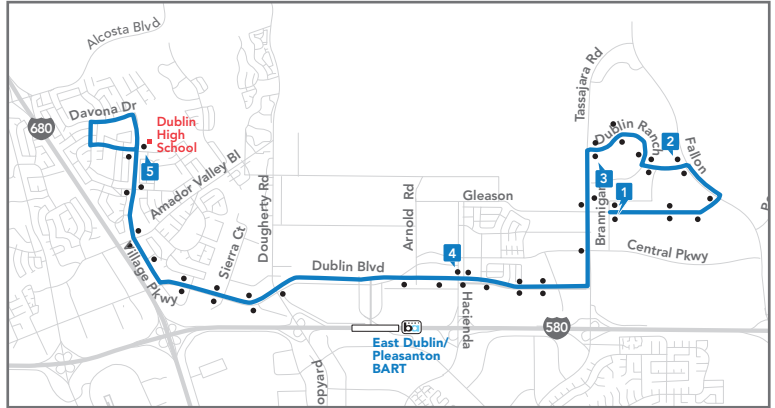 Alcosta Blvd
Tassajara Rd
Davona Dr
680
Dublin
High
School
Dublin Ranch
2
Fallon
5
Amador Valley Bl
3
1
Gleason
Dougherty Rd
Arnold Rd
Brannigan
Sierra Ct
Village Pkwy
4
Central Pkwy
Dublin Blvd
Hacienda
580
East Dublin/
Pleasanton
BART